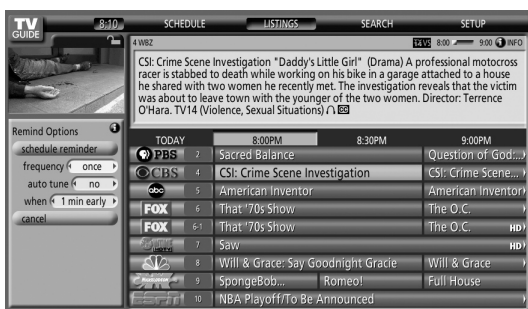 TV GUIDE
8:10
SCHEDULE LISTINGS SEARCH SETUP
4 WBZ 14 VS 8:00 9:00 INFO
CSI: Crime Scene Investigation "Daddy's Little Girl" (Drama) A professional motocross
racer is stabbed to death while working on his bike in a garage attached to a house
he shared with two women he recently met. The investigation reveals that the victim
was about to leave town with the younger of the two women. Director: Terrence
O'Hara. TV14 (Violence, Sexual Situations) CC
Remind Options
schedule reminder
frequency once
auto tune no
when 1 min early
cancel
TODAY 8:00PM 8:30PM 9:00PM
PBS 2 Sacred Balance Question of God:...
CBS 4 CSI: Crime Scene Investigation CSI: Crime Scene...
abc 5 American Inventor American Inventor
FOX 6 That '70s Show The O.C.
FOX 6-1 That '70s Show The O.C. HD
7 Saw HD
8 Will & Grace: Say Goodnight Gracie Will & Grace
9 SpongeBob... Romeo! Full House
ESPN 10 NBA Playoff/To Be Announced